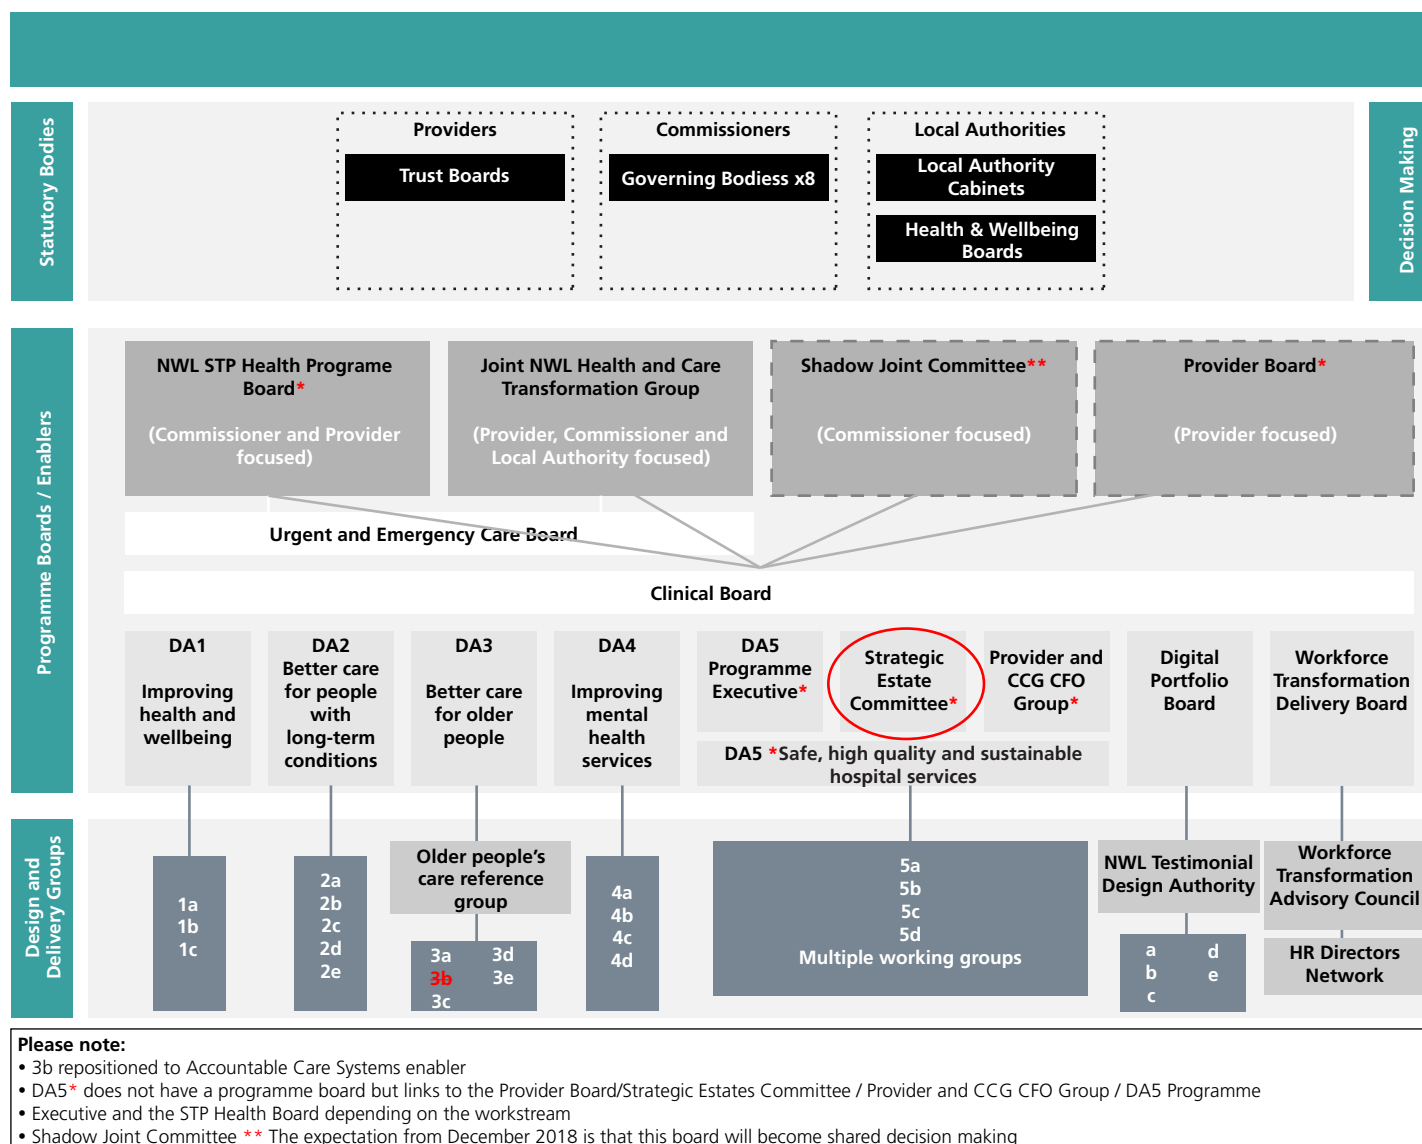 Statutory Bodies
Providers
Trust Boards
Commissioners
Governing Bodiess x8
Local Authorities
Local Authority
Cabinets
Health & Wellbeing
Boards
Decision Making
Programme Boards / Enablers
NWL STP Health Programe
Board*
(Commissioner and Provider
focused)
Joint NWL Health and Care
Transformation Group
(Provider, Commissioner and
Local Authority focused)
Shadow Joint Committee**
(Commissioner focused)
Provider Board*
(Provider focused)
Urgent and Emergency Care Board
Clinical Board
DA1
Improving
health and
wellbeing
DA2
Better care
for people
with
long-term
conditions
DA3
Better care
for older
people
DA4
Improving
mental
health
services
DA5
Programme
Executive*
Strategic
Estate
Committee*
Provider and
CCG CFO
Group*
DA5 *Safe, high quality and sustainable
hospital services
Digital
Portfolio
Board
Workforce
Transformation
Delivery Board
Design and
Delivery Groups
1a
1b
1c
2a
2b
2c
2d
2e
Older people’s
care reference
group
3a
3b
3c
3d
3e
4a
4b
4c
4d
5a
5b
5c
5d
Multiple working groups
NWL Testimonial
Design Authority
a
b
c
d
e
Workforce
Transformation
Advisory Council
HR Directors
Network
Please note:
• 3b repositioned to Accountable Care Systems enabler
• DA5* does not have a programme board but links to the Provider Board/Strategic Estates Committee / Provider and CCG CFO Group / DA5 Programme
• Executive and the STP Health Board depending on the workstream
• Shadow Joint Committee ** The expectation from December 2018 is that this board will become shared decision making